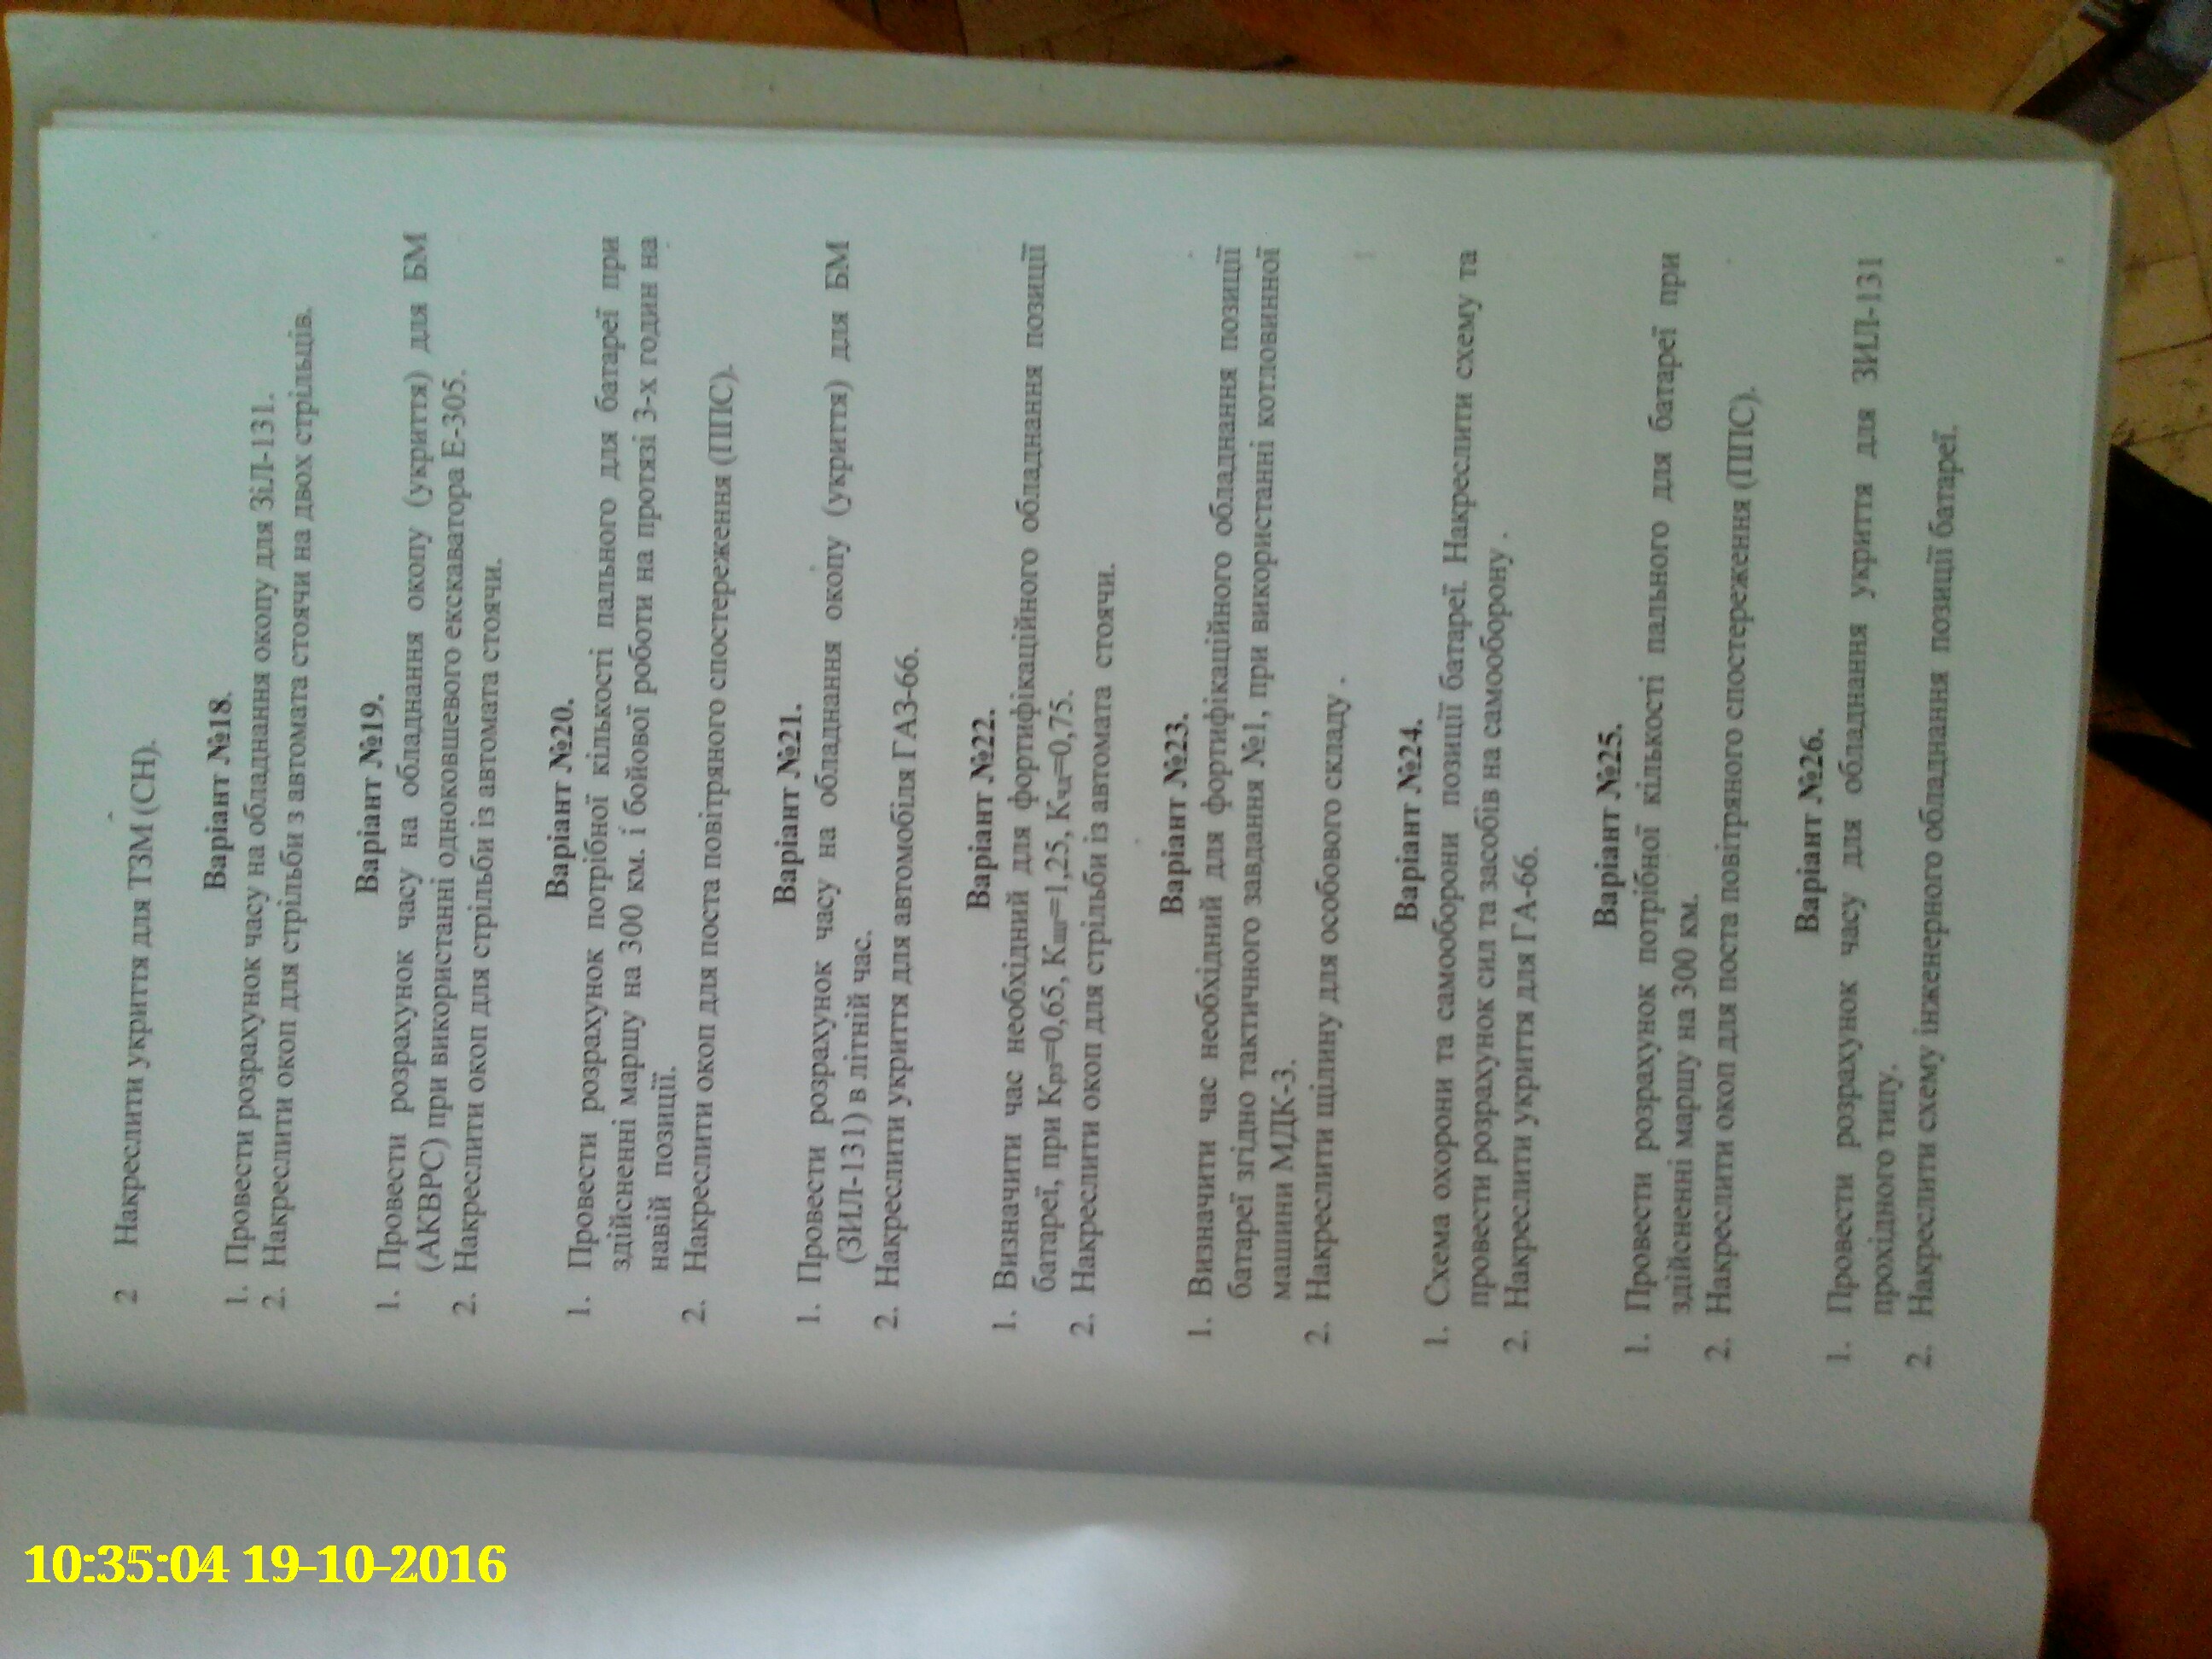 10:35:04 19-10-2016
2 Накреслити укриття для ТЗМ (СН).
Варіант №18.
1. Провести розрахунок часу на обладнання окопу для ЗіЛ-131.
2. Накреслити окоп для стрільби з автомата стоячи на двох стрільців.
Варіант №19.
1. Провести розрахунок часу на обладнання окопу (укриття) для БМ
(АКВРС) при використанні одноковшевого екскаватора Е-305.
2. Накреслити окоп для стрільби із автомата стоячи.
Варіант №20.
1. Провести розрахунок потрібної кількості пального для батареї при
здійсненні маршу на 300 км. і бойової роботи на протязі 3-х годин на
навій позиції.
2. Накреслити окоп для поста повітряного спостереження (ППС).
Варіант №21.
1. Провести розрахунок часу на обладнання окопу (укриття) для БМ
(ЗИЛ-131) в літній час.
2. Накреслити укриття для автомобіля ГАЗ-66.
Варіант №22.
1. Визначити час необхідний для фортифікаційного обладнання позиції
батареї, при Крз=0,65, Кшг=1,25, Кчд=0,75.
2. Накреслити окоп для стрільби із автомата стоячи.
Варіант №23.
1. Визначити час необхідний для фортифікаційного обладнання позиції
батареї згідно тактичного завдання №1, при використанні котловинної
машини МДК-3.
2. Накреслити щілину для особового складу .
Варіант №24.
1. Схема охорони та самооборони позиції батареї. Накреслити схему та
провести розрахунок сил та засобів на самооборону .
2. Накреслити укриття для ГА-66.
Варіант №25.
1. Провести розрахунок потрібної кількості пального для батареї при
здійсненні маршу на 300 км.
2. Накреслити окоп для поста повітряного спостереження (ППС).
Варіант №26.
1. Провести розрахунок часу для обладнання укриття для ЗИЛ-131
прохідного типу.
2. Накреслити схему інженерного обладнання позиції батареї.